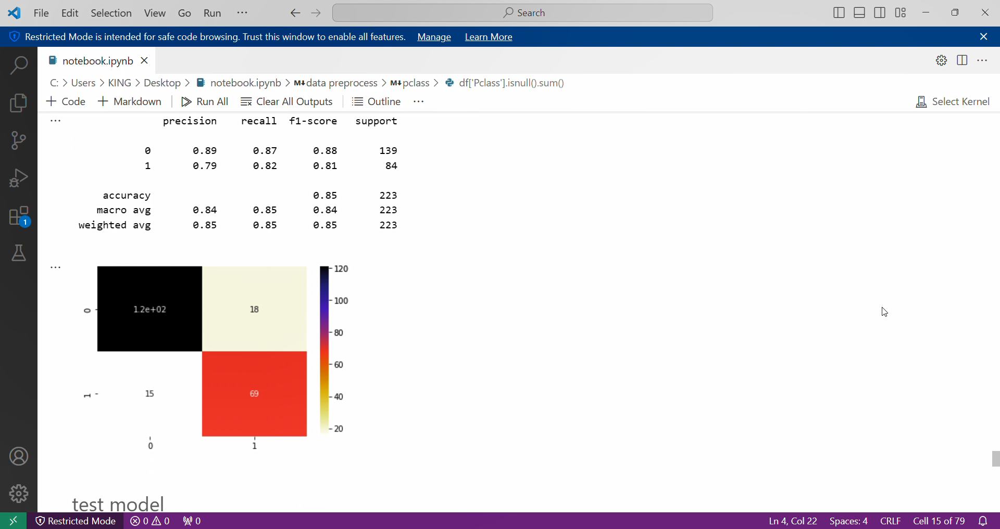 File Edit Selection View Go Run ··· Search
Restricted Mode is intended for safe code browsing. Trust this window to enable all features. Manage Learn More
notebook.ipynb
C: > Users > KING > Desktop > notebook.ipynb > M↓data preprocess > M↓pclass > df['Pclass'].isnull().sum()
+ Code + Markdown Run All Clear All Outputs Outline ··· Select Kernel
··· precision recall f1-score support
0 0.89 0.87 0.88 139
1 0.79 0.82 0.81 84
accuracy 0.85 223
macro avg 0.84 0.85 0.84 223
weighted avg 0.85 0.85 0.85 223
1
···
120
100
80
60
40
20
0 1.2e+02 18
1 15 69
0 1
test model
Restricted Mode 0 0 0 Ln 4, Col 22 Spaces: 4 CRLF Cell 15 of 79